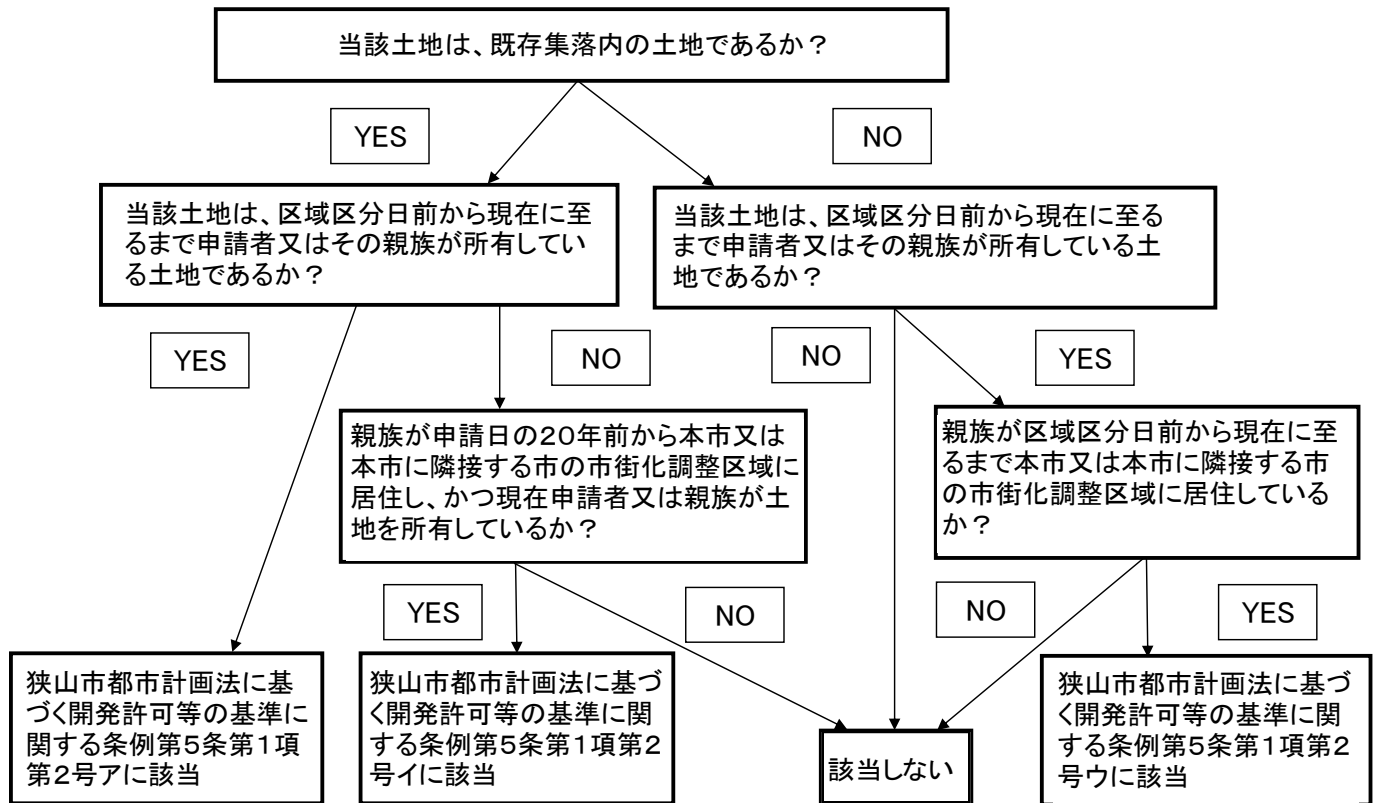 当該土地は、既存集落内の土地であるか？
YES
NO
当該土地は、区域区分日前から現在に至
るまで申請者又はその親族が所有してい
る土地であるか？
当該土地は、区域区分日前から現在に至る
まで申請者又はその親族が所有している土
地であるか？
YES
NO
NO
YES
親族が申請日の２０年前から本市又は
本市に隣接する市の市街化調整区域に
居住し、かつ現在申請者又は親族が土
地を所有しているか？
親族が区域区分日前から現在に至
るまで本市又は本市に隣接する市
の市街化調整区域に居住している
か？
YES
NO
NO
YES
狭山市都市計画法に基
づく開発許可等の基準に
関する条例第５条第１項
第２号アに該当
狭山市都市計画法に基づ
く開発許可等の基準に関
する条例第５条第１項第２
号イに該当
該当しない
狭山市都市計画法に基づ
く開発許可等の基準に関
する条例第５条第１項第２
号ウに該当